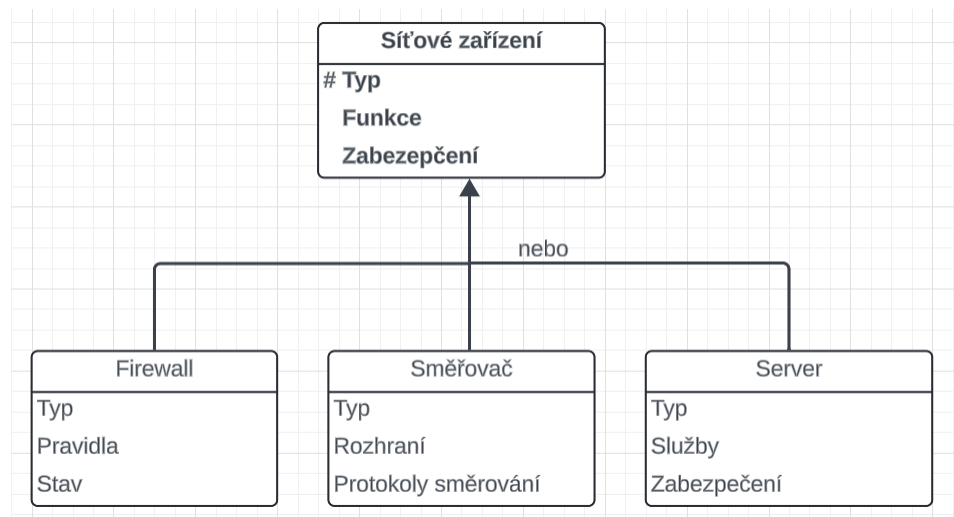 Síťové zařízení
# Typ
Funkce
Zabezepčení
nebo
Firewall
Typ
Pravidla
Stav
Směřovač
Typ
Rozhraní
Protokoly směrování
Server
Typ
Služby
Zabezpečení